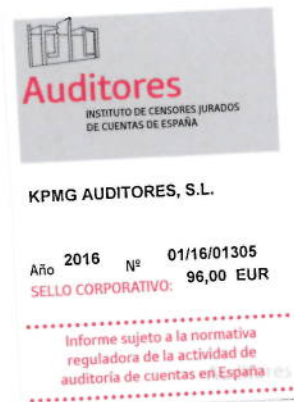 Auditores
INSTITUTO DE CENSORES JURADOS
DE CUENTAS DE ESPAÑA
KPMG AUDITORES, S.L.
Año 2016 Nº 01/16/01305
SELLO CORPORATIVO: 96,00 EUR
Informe sujeto a la normativa
reguladora de la actividad de
auditoría de cuentas en España